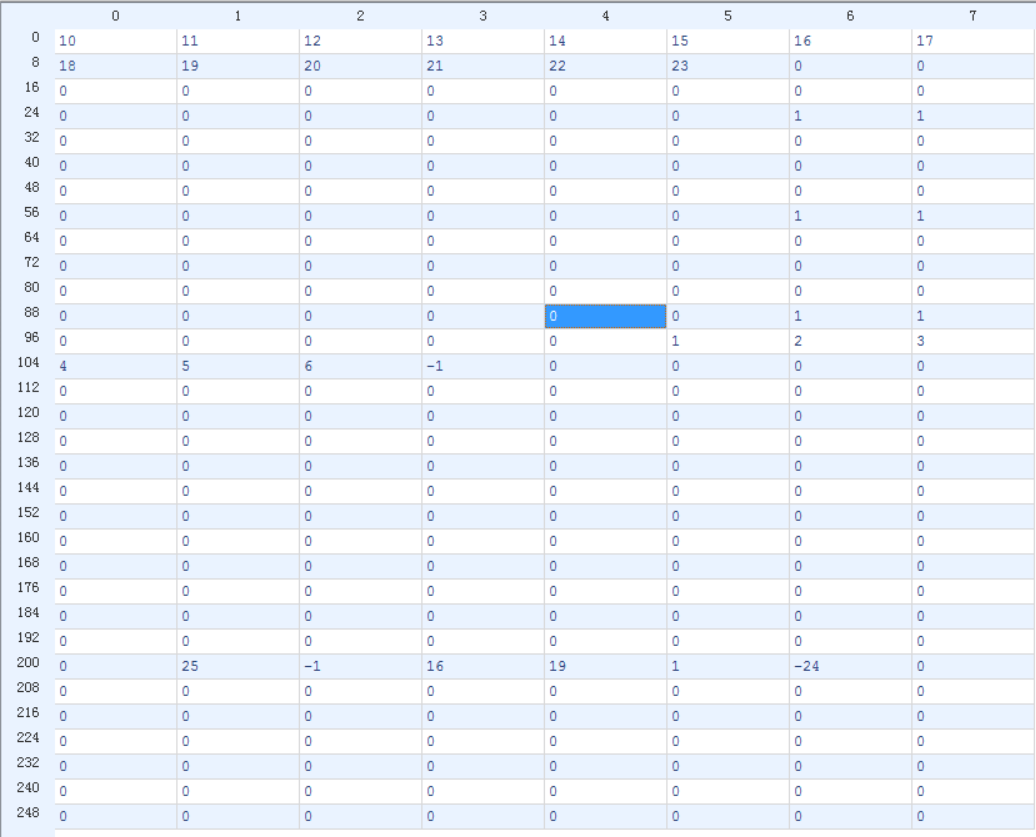 0 1 2 3 4 5 6 7
0 10 11 12 13 14 15 16 17
8 18 19 20 21 22 23 0 0
16 0 0 0 0 0 0 0 0
24 0 0 0 0 0 0 1 1
32 0 0 0 0 0 0 0 0
40 0 0 0 0 0 0 0 0
48 0 0 0 0 0 0 0 0
56 0 0 0 0 0 0 1 1
64 0 0 0 0 0 0 0 0
72 0 0 0 0 0 0 0 0
80 0 0 0 0 0 0 0 0
88 0 0 0 0 0 0 1 1
96 0 0 0 0 0 1 2 3
104 4 5 6 -1 0 0 0 0
112 0 0 0 0 0 0 0 0
120 0 0 0 0 0 0 0 0
128 0 0 0 0 0 0 0 0
136 0 0 0 0 0 0 0 0
144 0 0 0 0 0 0 0 0
152 0 0 0 0 0 0 0 0
160 0 0 0 0 0 0 0 0
168 0 0 0 0 0 0 0 0
176 0 0 0 0 0 0 0 0
184 0 0 0 0 0 0 0 0
192 0 0 0 0 0 0 0 0
200 0 25 -1 16 19 1 -24 0
208 0 0 0 0 0 0 0 0
216 0 0 0 0 0 0 0 0
224 0 0 0 0 0 0 0 0
232 0 0 0 0 0 0 0 0
240 0 0 0 0 0 0 0 0
248 0 0 0 0 0 0 0 0